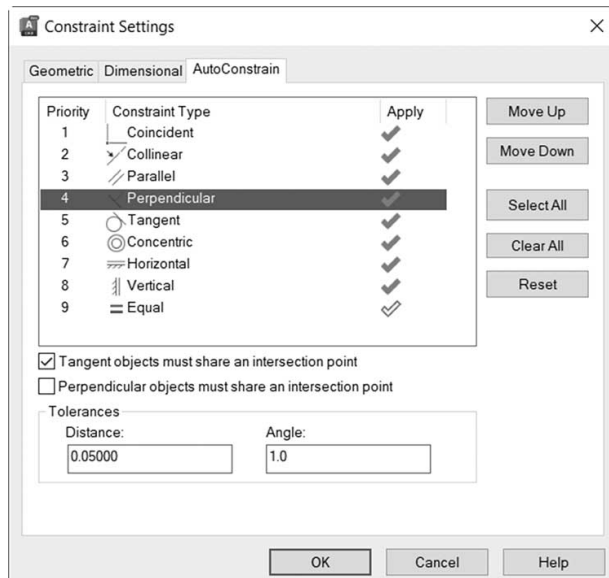 Constraint Settings
Geometric Dimensional AutoConstrain
Priority Constraint Type Apply
1 Coincident
2 Collinear
3 Parallel
4 Perpendicular
5 Tangent
6 Concentric
7 Horizontal
8 Vertical
9 Equal
Move Up
Move Down
Select All
Clear All
Reset
Tangent objects must share an intersection point
Perpendicular objects must share an intersection point
Tolerances
Distance: Angle:
0.05000 1.0
OK Cancel Help